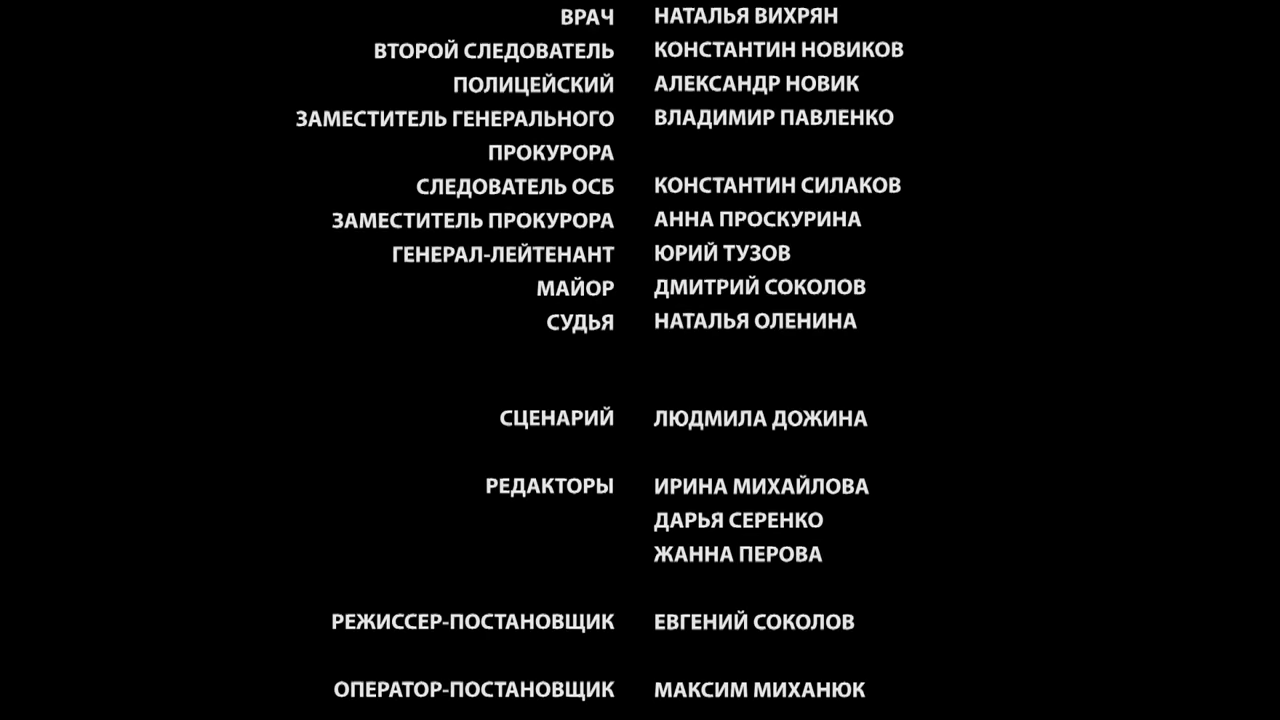 ВРАЧ НАТАЛЬЯ ВИХРЯН
ВТОРОЙ СЛЕДОВАТЕЛЬ КОНСТАНТИН НОВИКОВ
ПОЛИЦЕЙСКИЙ АЛЕКСАНДР НОВИК
ЗАМЕСТИТЕЛЬ ГЕНЕРАЛЬНОГО ВЛАДИМИР ПАВЛЕНКО
ПРОКУРОРА
СЛЕДОВАТЕЛЬ ОСБ КОНСТАНТИН СИЛАКОВ
ЗАМЕСТИТЕЛЬ ПРОКУРОРА АННА ПРОСКУРИНА
ГЕНЕРАЛ-ЛЕЙТЕНАНТ ЮРИЙ ТУЗОВ
МАЙОР ДМИТРИЙ СОКОЛОВ
СУДЬЯ НАТАЛЬЯ ОЛЕНИНА
СЦЕНАРИЙ ЛЮДМИЛА ДОЖИНА
РЕДАКТОРЫ ИРИНА МИХАЙЛОВА
ДАРЬЯ СЕРЕНКО
ЖАННА ПЕРОВА
РЕЖИССЕР-ПОСТАНОВЩИК ЕВГЕНИЙ СОКОЛОВ
ОПЕРАТОР-ПОСТАНОВЩИК МАКСИМ МИХАНЮК